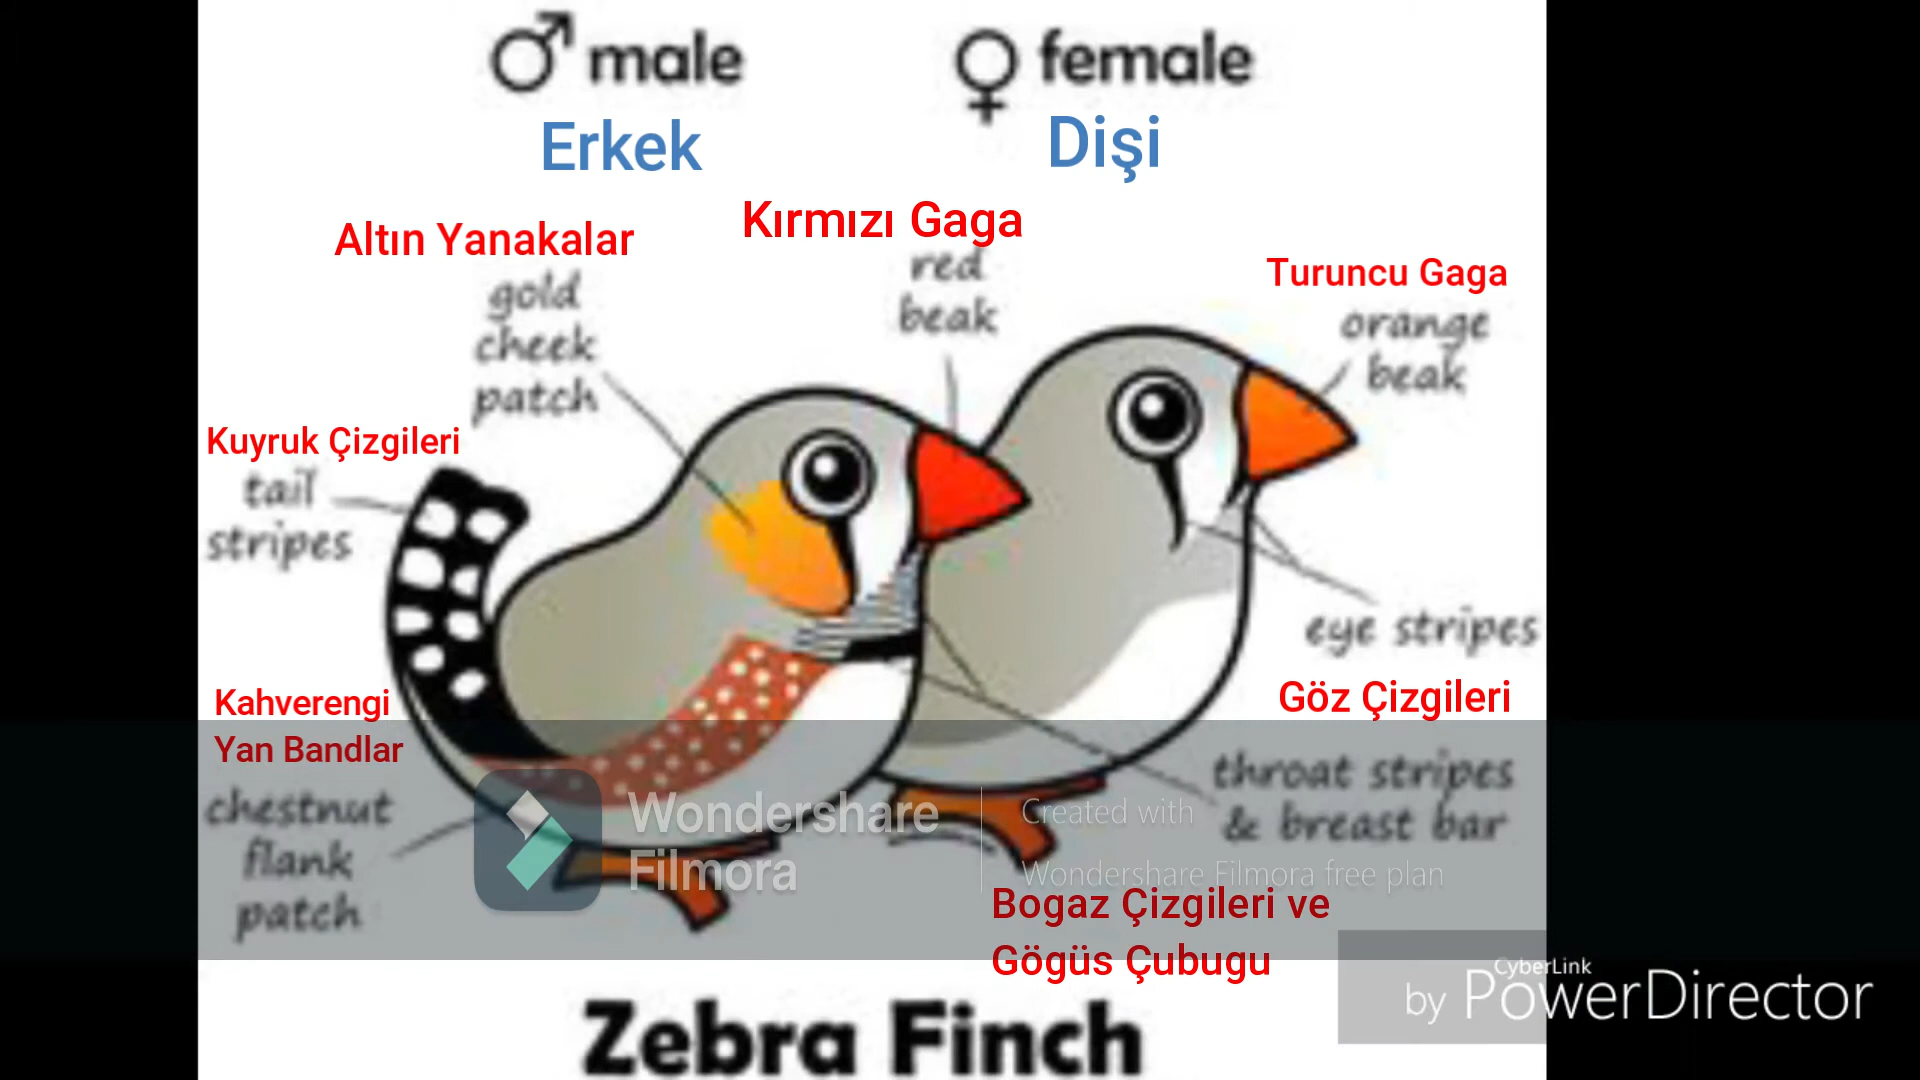 ♂ male
♀ female
Erkek
Dişi
Altın Yanakalar
Kırmızı Gaga
Turuncu Gaga
gold
cheek
patch
red
beak
orange
beak
Kuyruk Çizgileri
tail
stripes
eye stripes
Göz Çizgileri
Kahverengi
Yan Bandlar
chestnut
flank
patch
throat stripes
& breast bar
Wondershare
Filmora
Created with
Wondershare Filmora free plan
Bogaz Çizgileri ve
Gögüs Çubugu
Zebra Finch
CyberLink
by PowerDirector